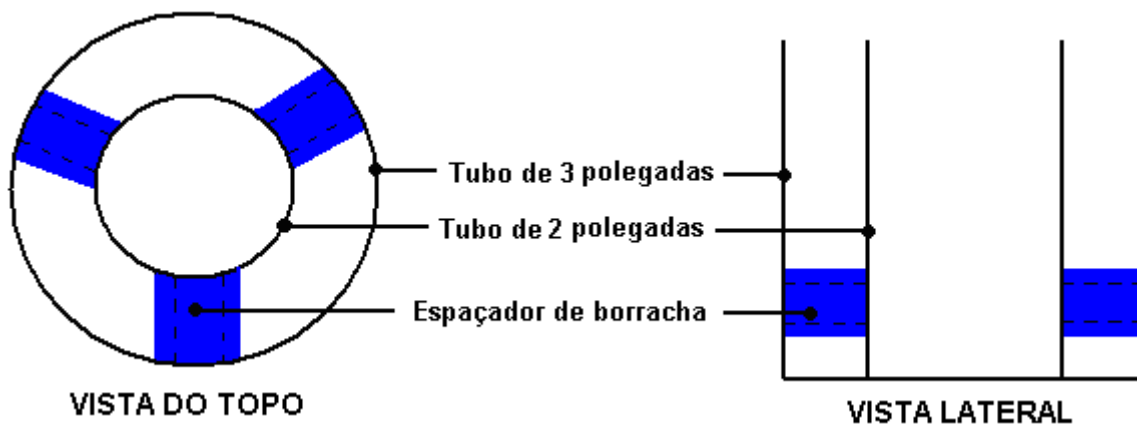 Tubo de 3 polegadas
Tubo de 2 polegadas
Espaçador de borracha
VISTA DO TOPO
VISTA LATERAL